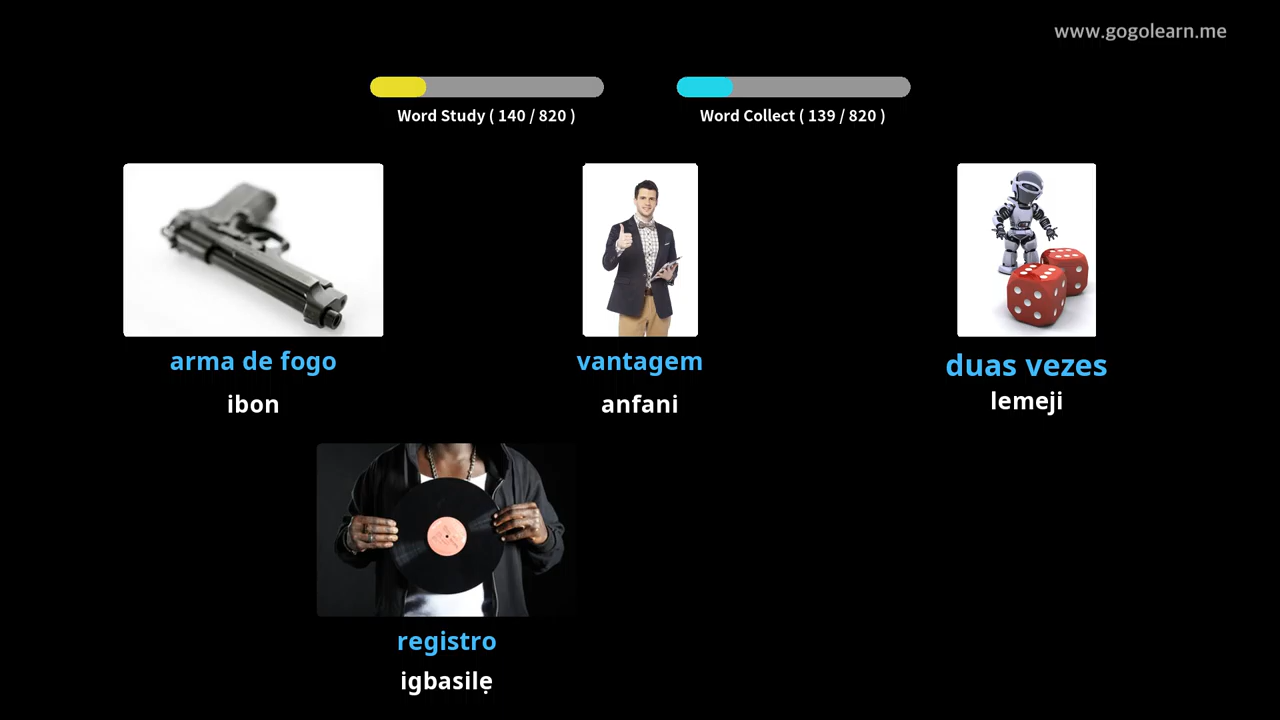 www.gogolearn.me
Word Study ( 140 / 820 )
Word Collect ( 139 / 820 )
arma de fogo
vantagem
duas vezes
ibon
anfani
lemeji
registro
igbasilẹ